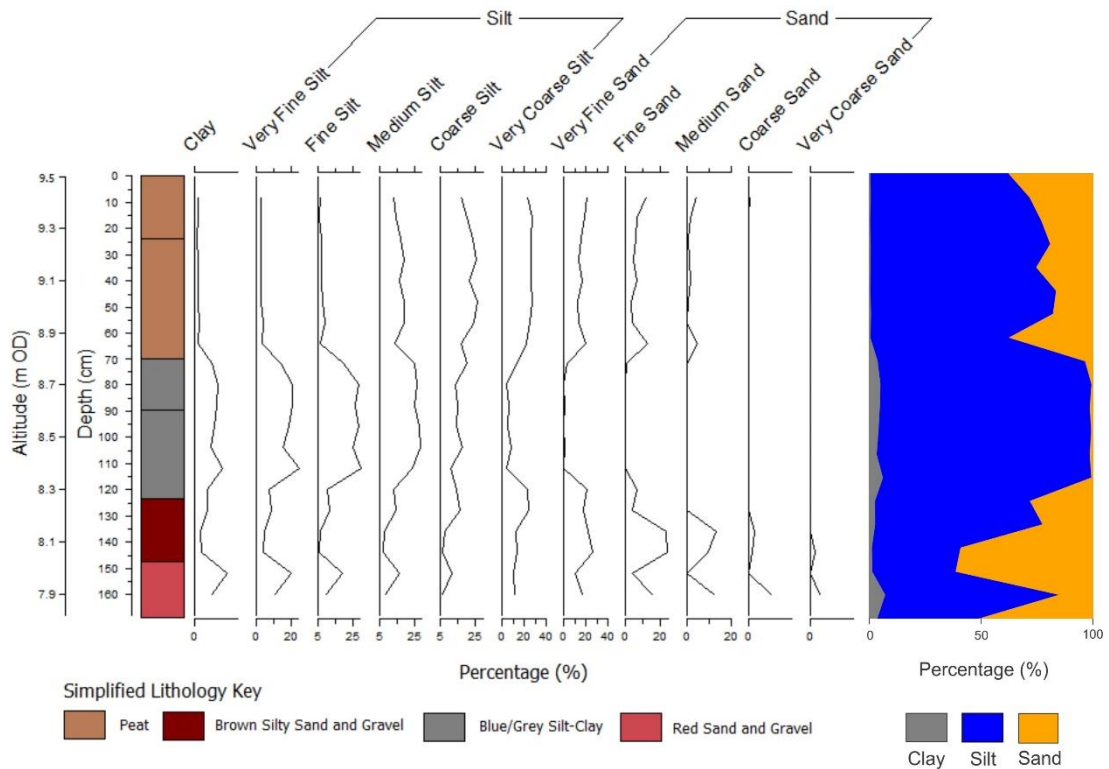 Silt
Sand
Clay
Very Fine Silt
Fine Silt
Medium Silt
Coarse Silt
Very Coarse Silt
Very Fine Sand
Fine Sand
Medium Sand
Coarse Sand
Very Coarse Sand
Altitude (m OD)
9.5
9.3
9.1
8.9
8.7
8.5
8.3
8.1
7.9
Depth (cm)
0
10
20
30
40
50
60
70
80
90
100
110
120
130
140
150
160
0
0 20
5 25
5 25
5 25
0 20 40
0 20 40
0 20
0 20
0
0
0 50 100
Percentage (%)
Percentage (%)
Simplified Lithology Key
Peat
Brown Silty Sand and Gravel
Blue/Grey Silt-Clay
Red Sand and Gravel
Clay Silt Sand